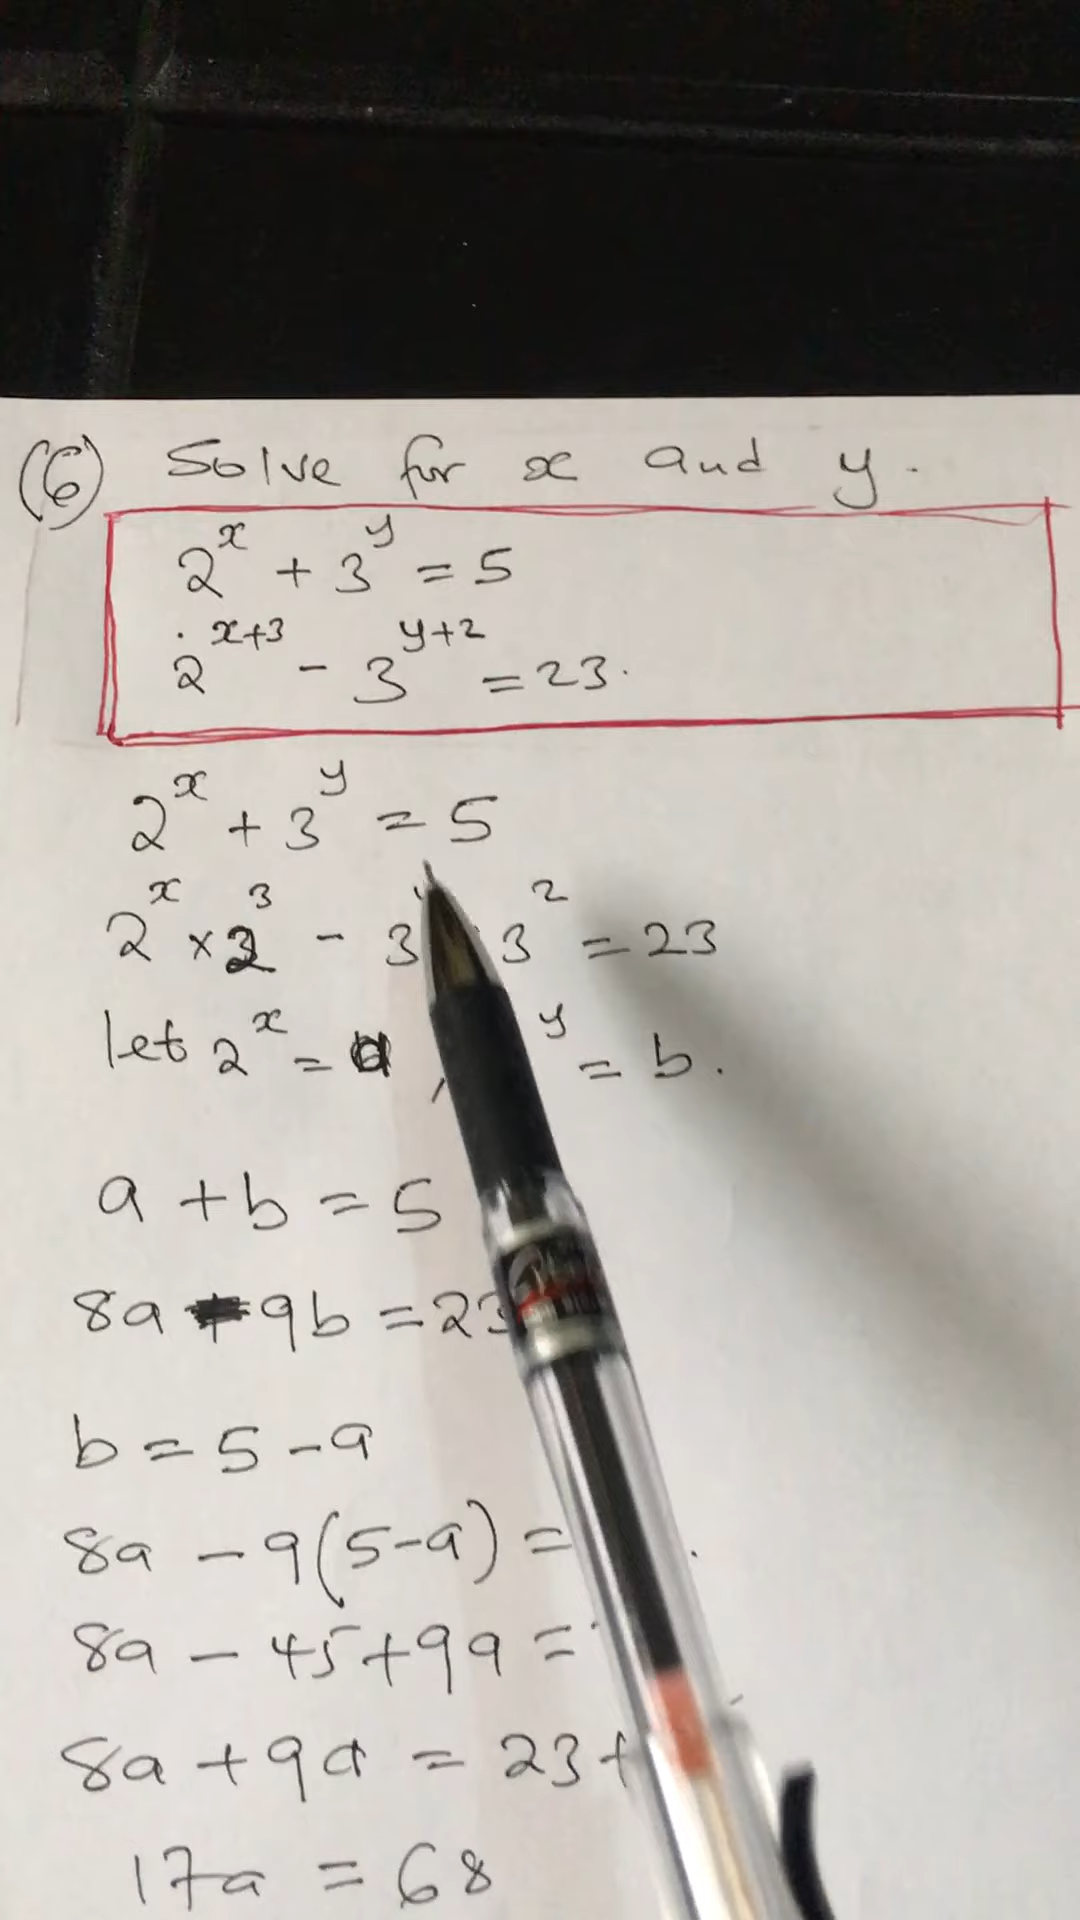 (6) Solve for x and y.
2^x + 3^y = 5
2^(x+3) - 3^(y+2) = 23.
2^x + 3^y = 5
2^x × 2^3 - 3 3^2 = 23
let 2^x = a , ^y = b.
a + b = 5
8a - 9b = 23
b = 5 - a
8a - 9(5-a) =
8a - 45 + 9a =
8a + 9a = 23 +
17a = 68